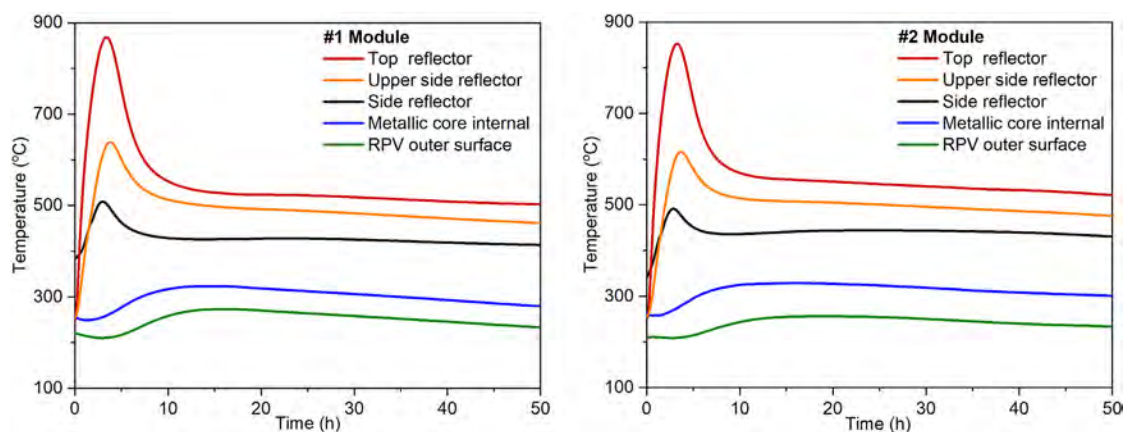 900
700
500
300
100
Temperature (°C)
0
10
20
30
40
50
Time (h)
#1 Module
Top reflector
Upper side reflector
Side reflector
Metallic core internal
RPV outer surface
900
700
500
300
100
Temperature (°C)
0
10
20
30
40
50
Time (h)
#2 Module
Top reflector
Upper side reflector
Side reflector
Metallic core internal
RPV outer surface